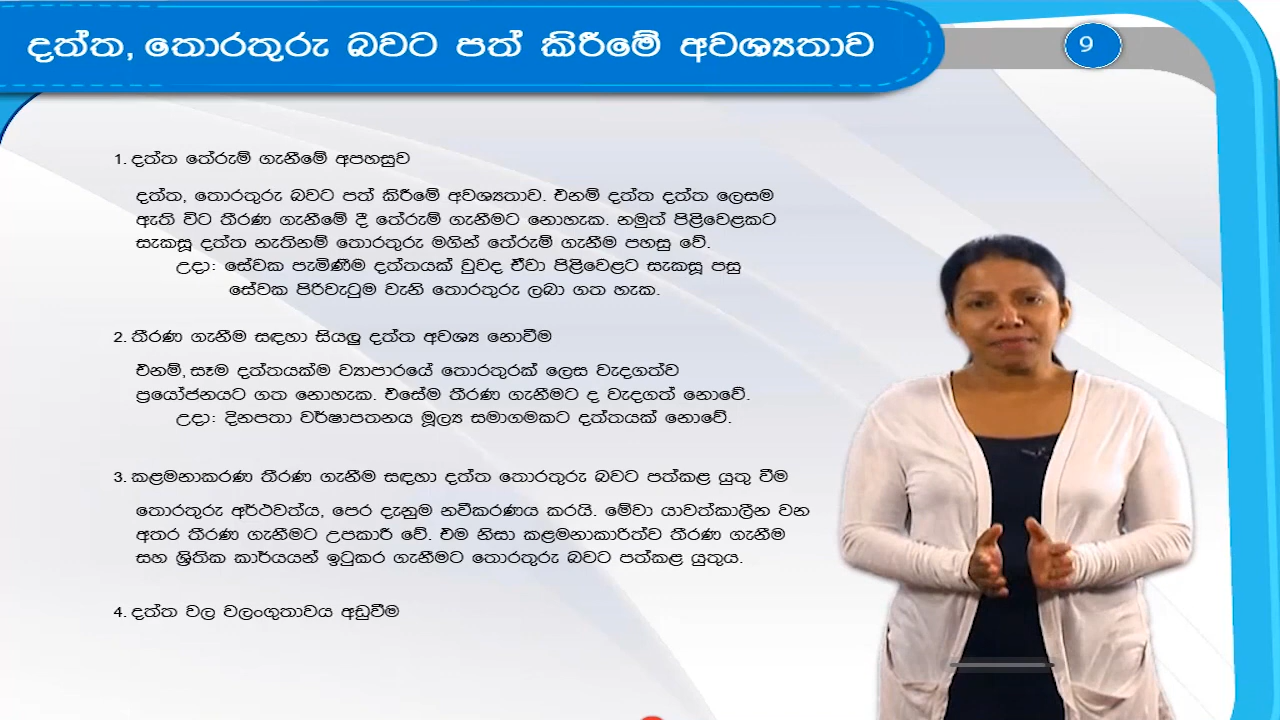 දත්ත, තොරතුරු බවට පත් කිරීමේ අවශ්‍යතාව
9
1. දත්ත තේරුම් ගැනීමේ අපහසුව
දත්ත, තොරතුරු බවට පත් කිරීමේ අවශ්‍යතාව. එනම් දත්ත දත්ත ලෙසම
ඇති විට තීරණ ගැනීමේ දී තේරුම් ගැනීමට නොහැක. නමුත් පිළිවෙළකට
සැකසූ දත්ත නැතිනම් තොරතුරු මගින් තේරුම් ගැනීම පහසු වේ.
උදා: සේවක පැමිණීම දත්තයක් වුවද ඒවා පිළිවෙළට සැකසූ පසු
සේවක පිරිවැටුම වැනි තොරතුරු ලබා ගත හැක.
2. තීරණ ගැනීම සඳහා සියලු දත්ත අවශ්‍ය නොවීම
එනම්, සෑම දත්තයක්ම ව්‍යාපාරයේ තොරතුරක් ලෙස වැදගත්ව
ප්‍රයෝජනයට ගත නොහැක. එසේම තීරණ ගැනීමට ද වැදගත් නොවේ.
උදා: දිනපතා වර්ෂාපතනය මූල්‍ය සමාගමකට දත්තයක් නොවේ.
3. කළමනාකරණ තීරණ ගැනීම සඳහා දත්ත තොරතුරු බවට පත්කළ යුතු වීම
තොරතුරු අර්ථවත්ය, පෙර දැනුම නවීකරණය කරයි. මේවා යාවත්කාලීන වන
අතර තීරණ ගැනීමට උපකාරී වේ. එම නිසා කළමනාකාරිත්ව තීරණ ගැනීම
සහ ශ්‍රිතික කාර්යයන් ඉටුකර ගැනීමට තොරතුරු බවට පත්කළ යුතුය.
4. දත්ත වල වලංගුතාවය අඩුවීම